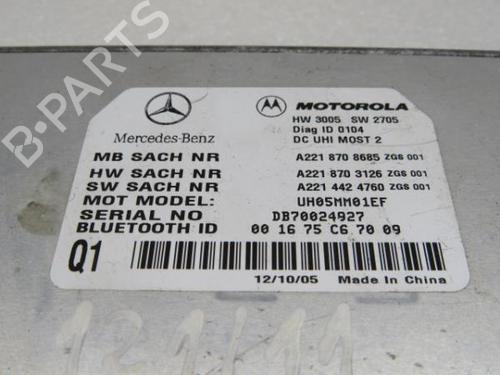 MOTOROLA
HW 3005 SW 2705
Diag ID 0104
DC UHI MOST 2
Mercedes-Benz
MB SACH NR A221 870 8685 ZGS 001
HW SACH NR A221 870 3126 ZGS 001
SW SACH NR A221 442 4760 ZGS 001
MOT MODEL: UH05MM01EF
SERIAL NO DB70024927
BLUETOOTH ID 00 16 75 C6 70 09
Q1
12/10/05 Made In China
B-PARTS